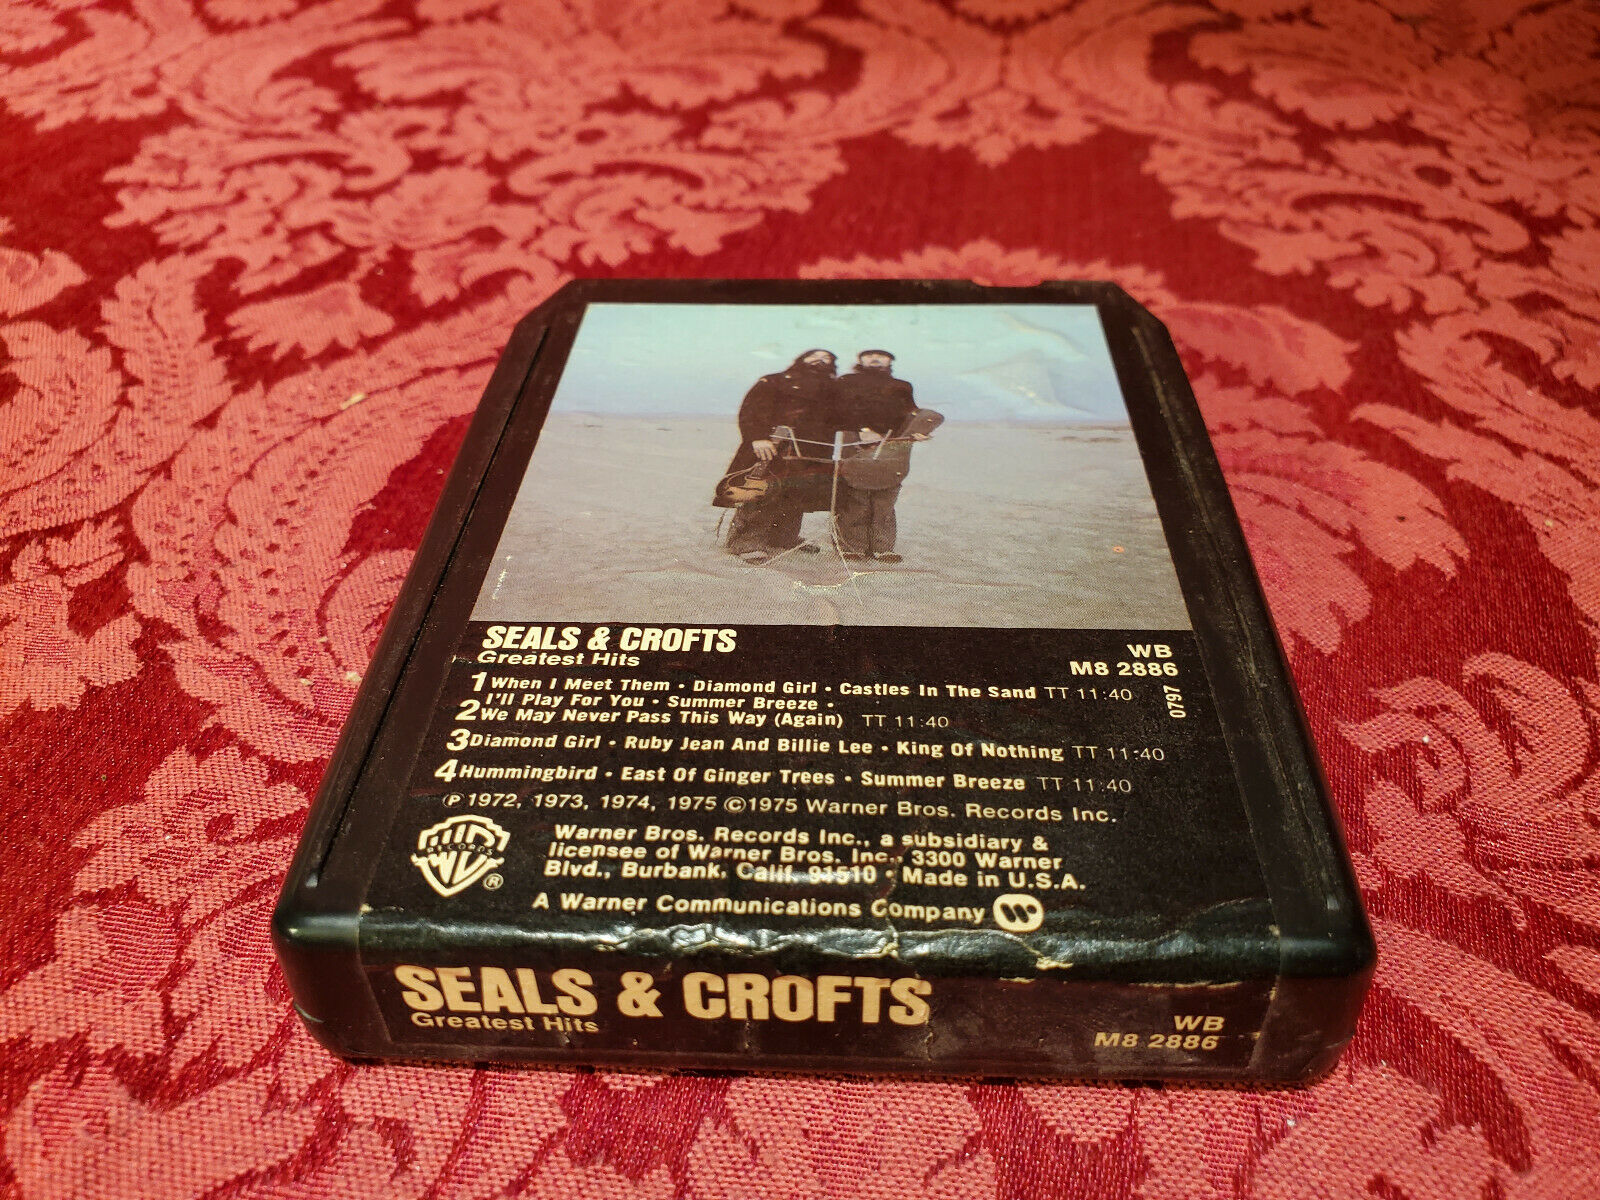 SEALS & CROFTS
Greatest Hits
WB
M8 2886
0797
1 When I Meet Them • Diamond Girl • Castles In The Sand TT 11:40
I'll Play For You • Summer Breeze •
2 We May Never Pass This Way (Again) TT 11:40
3 Diamond Girl • Ruby Jean And Billie Lee • King Of Nothing TT 11:40
4 Hummingbird • East Of Ginger Trees • Summer Breeze TT 11:40
℗ 1972, 1973, 1974, 1975 © 1975 Warner Bros. Records Inc.
WB
RECORDS
®
Warner Bros. Records Inc., a subsidiary &
licensee of Warner Bros. Inc., 3300 Warner
Blvd., Burbank, Calif. 91510 • Made in U.S.A.
A Warner Communications Company
SEALS & CROFTS
Greatest Hits
WB
M8 2886